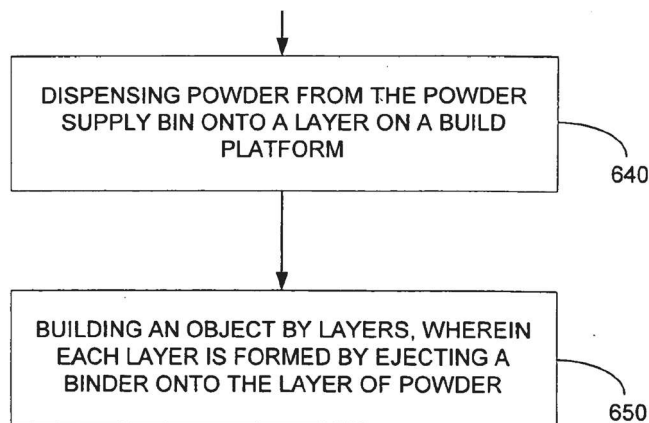 DISPENSING POWDER FROM THE POWDER
SUPPLY BIN ONTO A LAYER ON A BUILD
PLATFORM
640
BUILDING AN OBJECT BY LAYERS, WHEREIN
EACH LAYER IS FORMED BY EJECTING A
BINDER ONTO THE LAYER OF POWDER
650